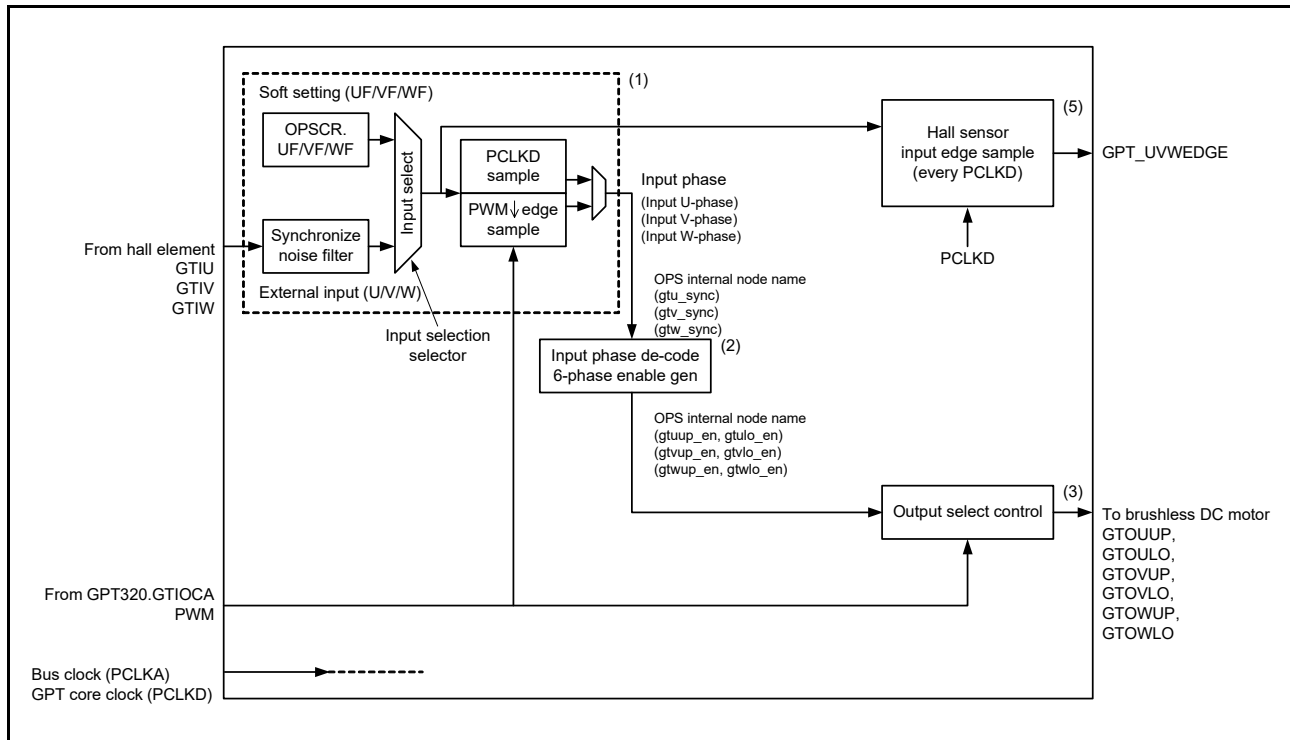 (1)
Soft setting (UF/VF/WF)
OPSCR.
UF/VF/WF
Input select
PCLKD
sample
PWM↓edge
sample
Synchronize
noise filter
External input (U/V/W)
Input selection
selector
From hall element
GTIU
GTIV
GTIW
Input phase
(Input U-phase)
(Input V-phase)
(Input W-phase)
(5)
Hall sensor
input edge sample
(every PCLKD)
GPT_UVWEDGE
PCLKD
OPS internal node name
(gtu_sync)
(gtv_sync)
(gtw_sync)
(2)
Input phase de-code
6-phase enable gen
OPS internal node name
(gtuup_en, gtulo_en)
(gtvup_en, gtvlo_en)
(gtwup_en, gtwlo_en)
(3)
Output select control
To brushless DC motor
GTOUUP,
GTOULO,
GTOVUP,
GTOVLO,
GTOWUP,
GTOWLO
From GPT320.GTIOCA
PWM
Bus clock (PCLKA)
GPT core clock (PCLKD)